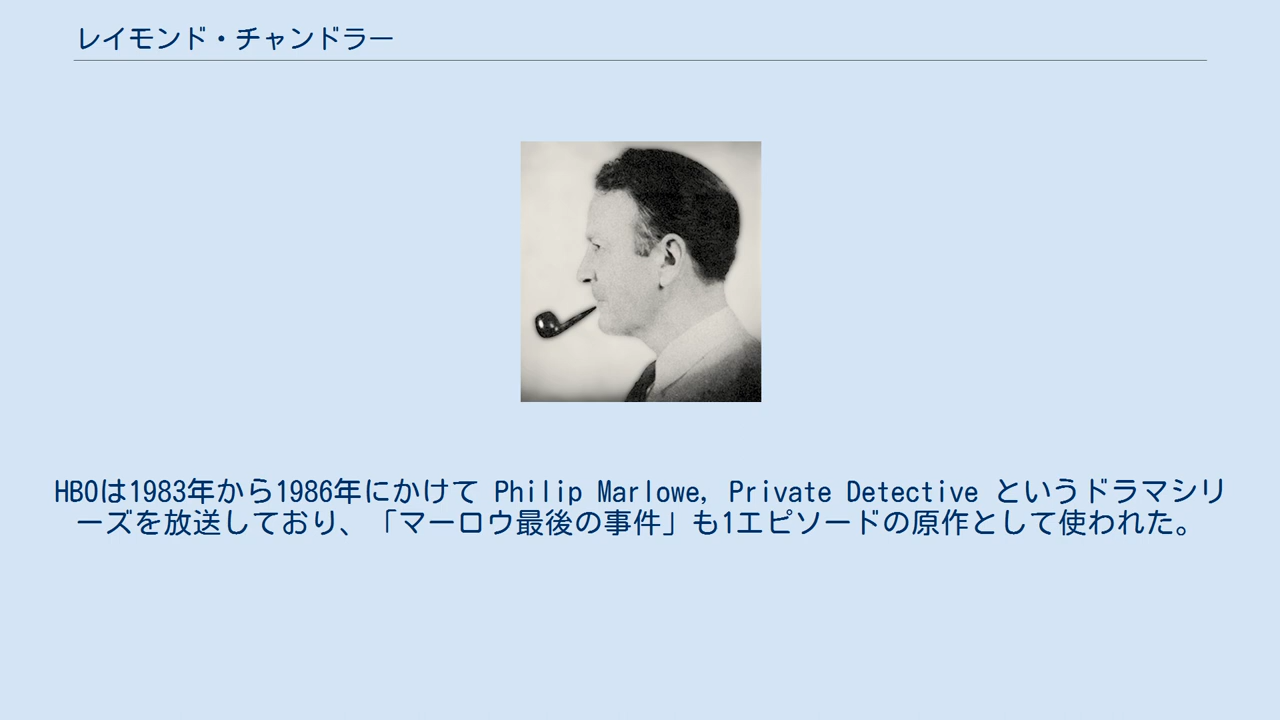 レイモンド・チャンドラー
HBOは1983年から1986年にかけて Philip Marlowe, Private Detective というドラマシリ
ーズを放送しており、「マーロウ最後の事件」も1エピソードの原作として使われた。